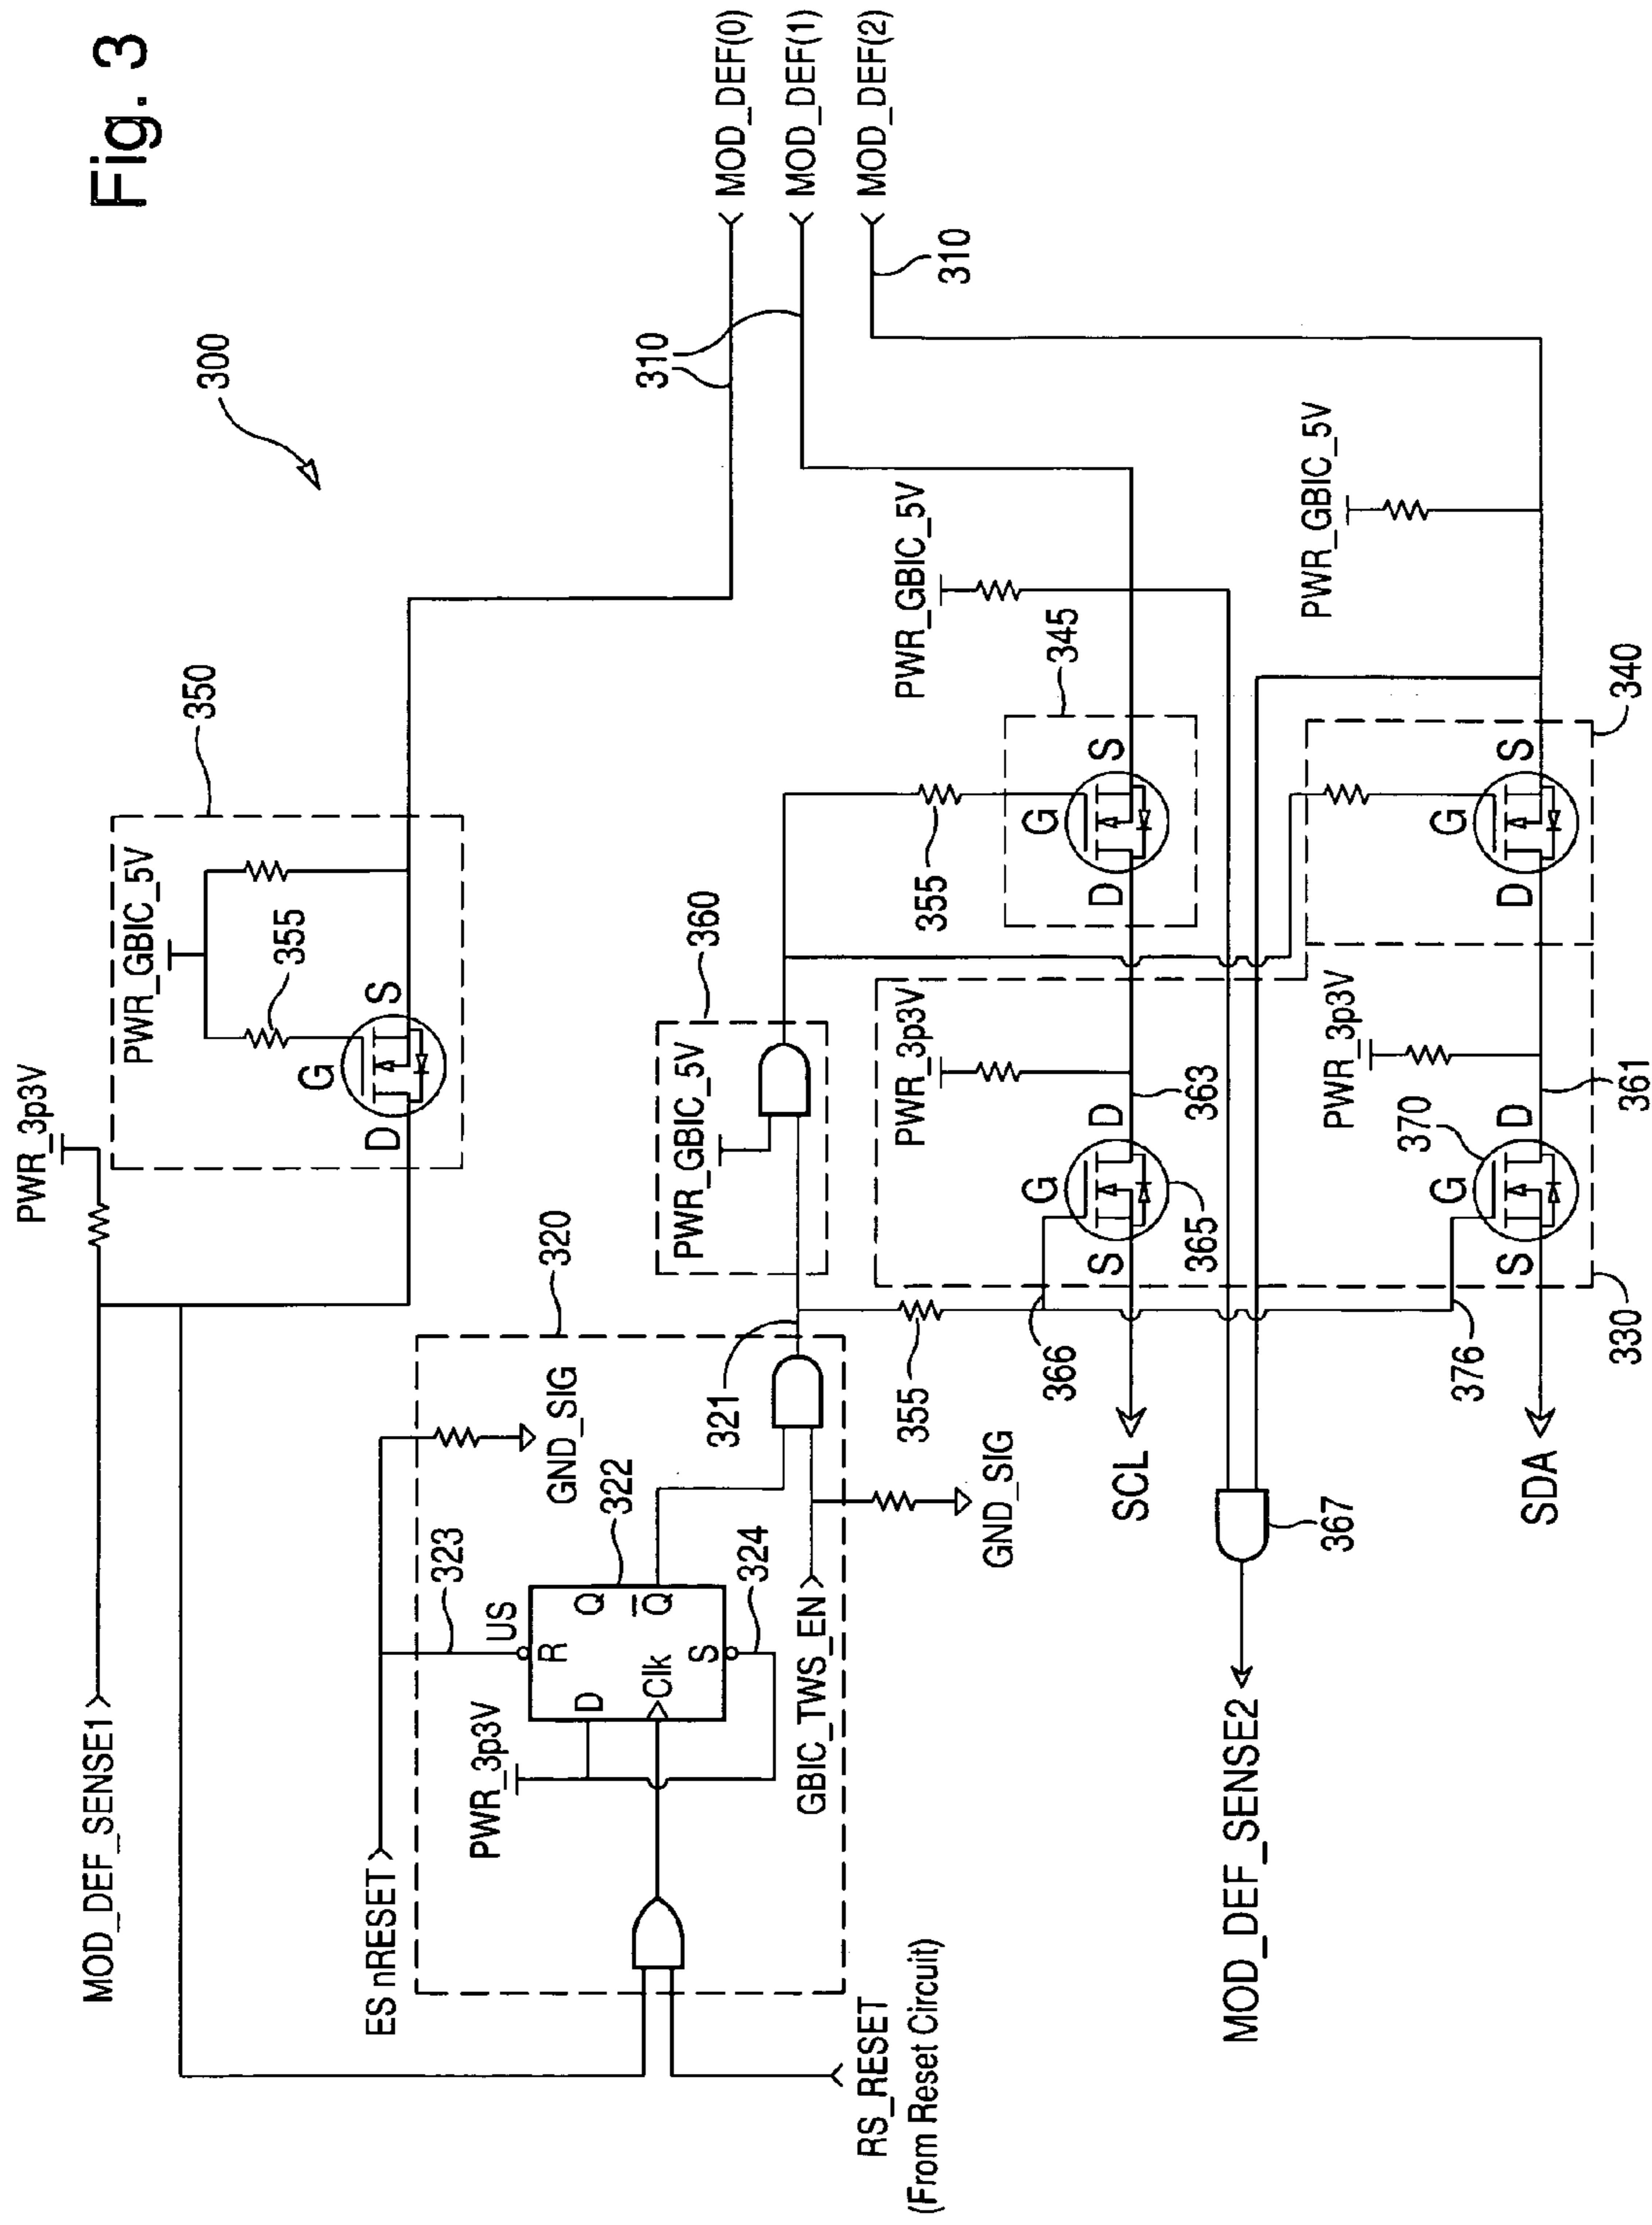 Fig. 3
300
MOD_DEF(0)
MOD_DEF(1)
MOD_DEF(2)
310
310
PWR_3p3V
350
PWR_GBIC_5V
355
G
D
S
MOD_DEF_SENSE1
ES nRESET
323
320
GND_SIG
US
R
D
Q
Q
Clk
S
322
324
PWR_3p3V
GBIC_TWS_EN
GND_SIG
RS_RESET
(From Reset Circuit)
321
360
PWR_GBIC_5V
355
355
345
G
D
S
PWR_GBIC_5V
PWR_3p3V
363
G
D
S
365
366
SCL
367
MOD_DEF_SENSE2
PWR_GBIC_5V
340
G
D
S
PWR_3p3V
361
370
G
D
S
376
330
SDA